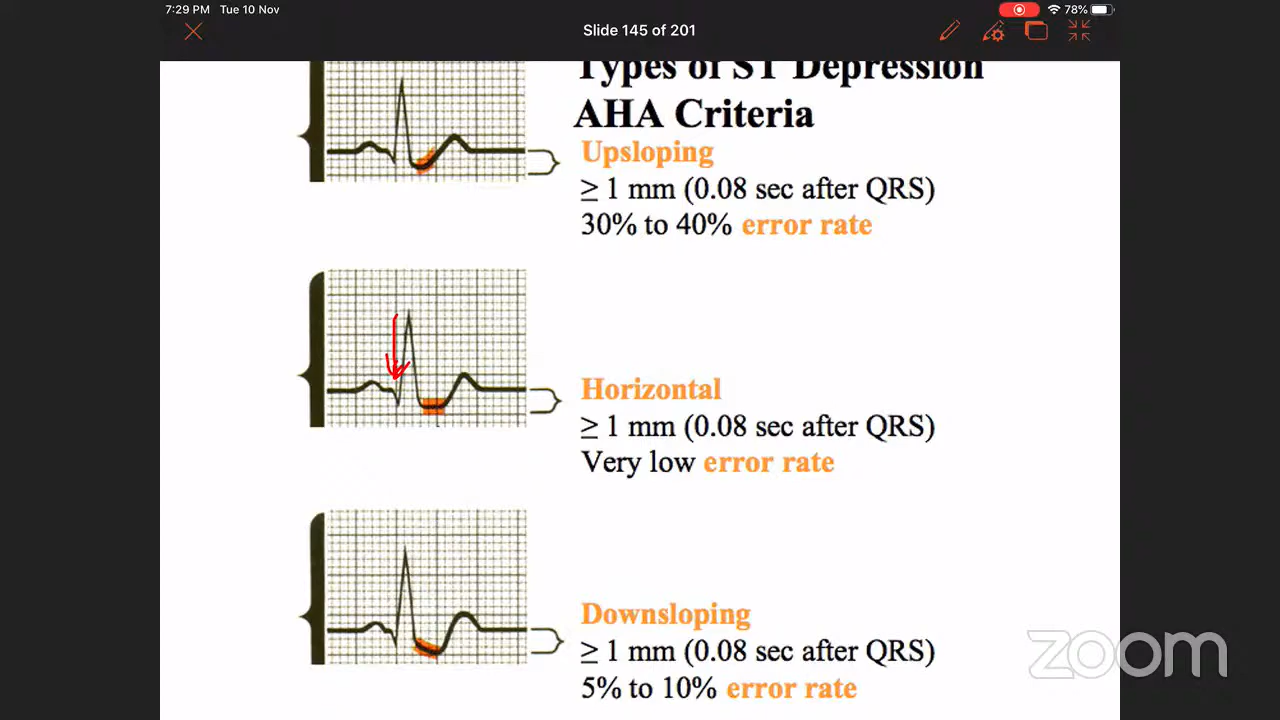 7:29 PM Tue 10 Nov
78%
Slide 145 of 201
Types of ST Depression
AHA Criteria
Upsloping
≥ 1 mm (0.08 sec after QRS)
30% to 40% error rate
Horizontal
≥ 1 mm (0.08 sec after QRS)
Very low error rate
Downsloping
≥ 1 mm (0.08 sec after QRS)
5% to 10% error rate
zoom